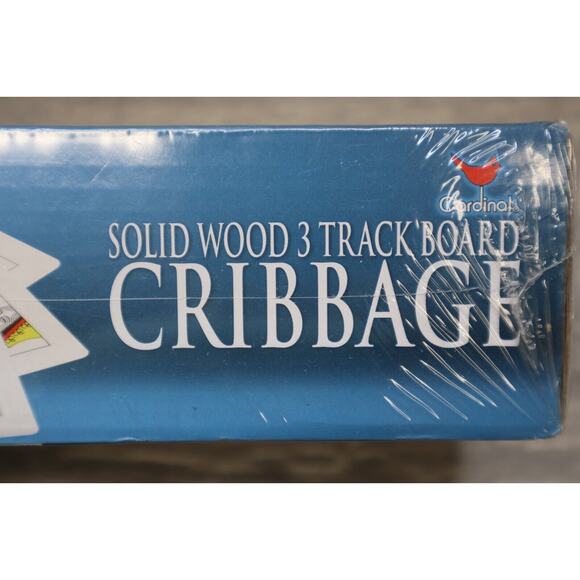 Cardinal
SOLID WOOD 3 TRACK BOARD
CRIBBAGE